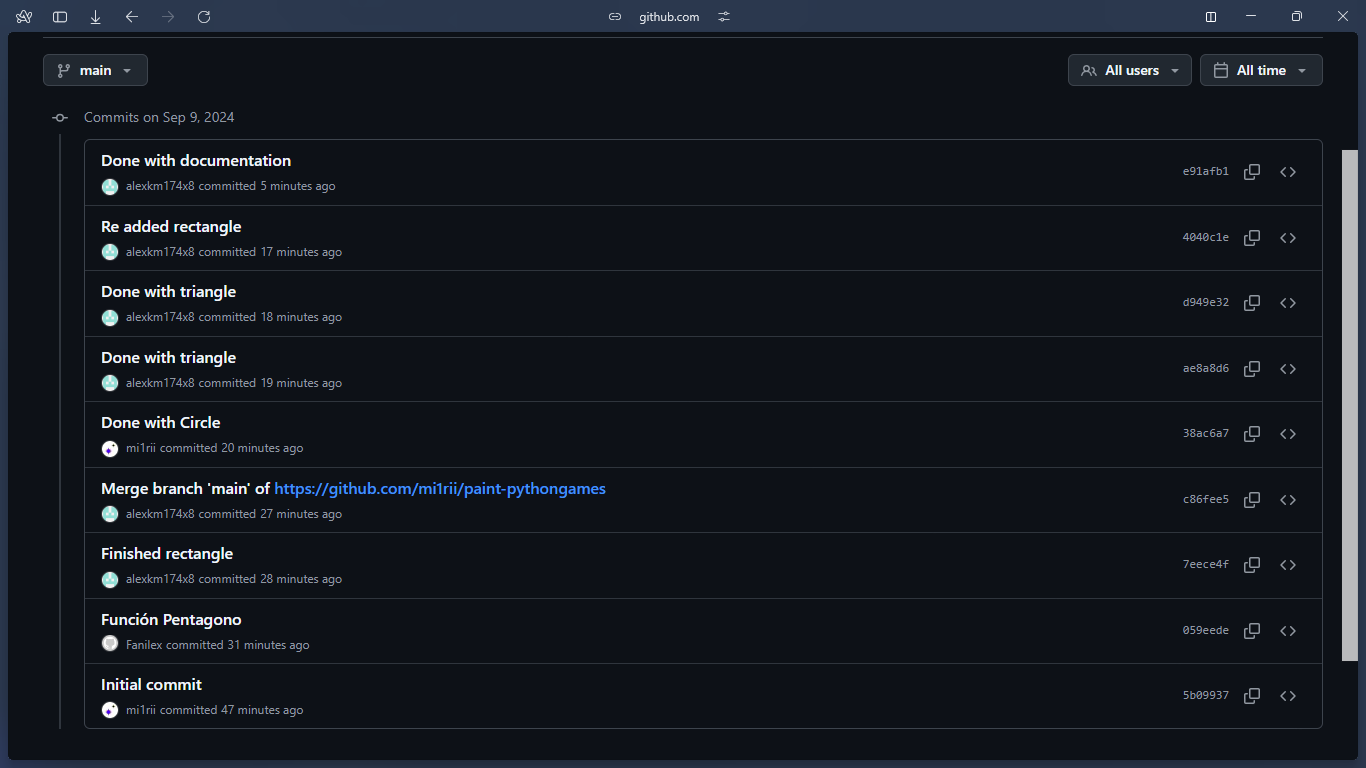 github.com
main
All users
All time
Commits on Sep 9, 2024
Done with documentation
alexkm174x8 committed 5 minutes ago
e91afb1
Re added rectangle
alexkm174x8 committed 17 minutes ago
4040c1e
Done with triangle
alexkm174x8 committed 18 minutes ago
d949e32
Done with triangle
alexkm174x8 committed 19 minutes ago
ae8a8d6
Done with Circle
mi1rii committed 20 minutes ago
38ac6a7
Merge branch 'main' of https://github.com/mi1rii/paint-pythongames
alexkm174x8 committed 27 minutes ago
c86fee5
Finished rectangle
alexkm174x8 committed 28 minutes ago
7eece4f
Función Pentagono
Fanilex committed 31 minutes ago
059eede
Initial commit
mi1rii committed 47 minutes ago
5b09937